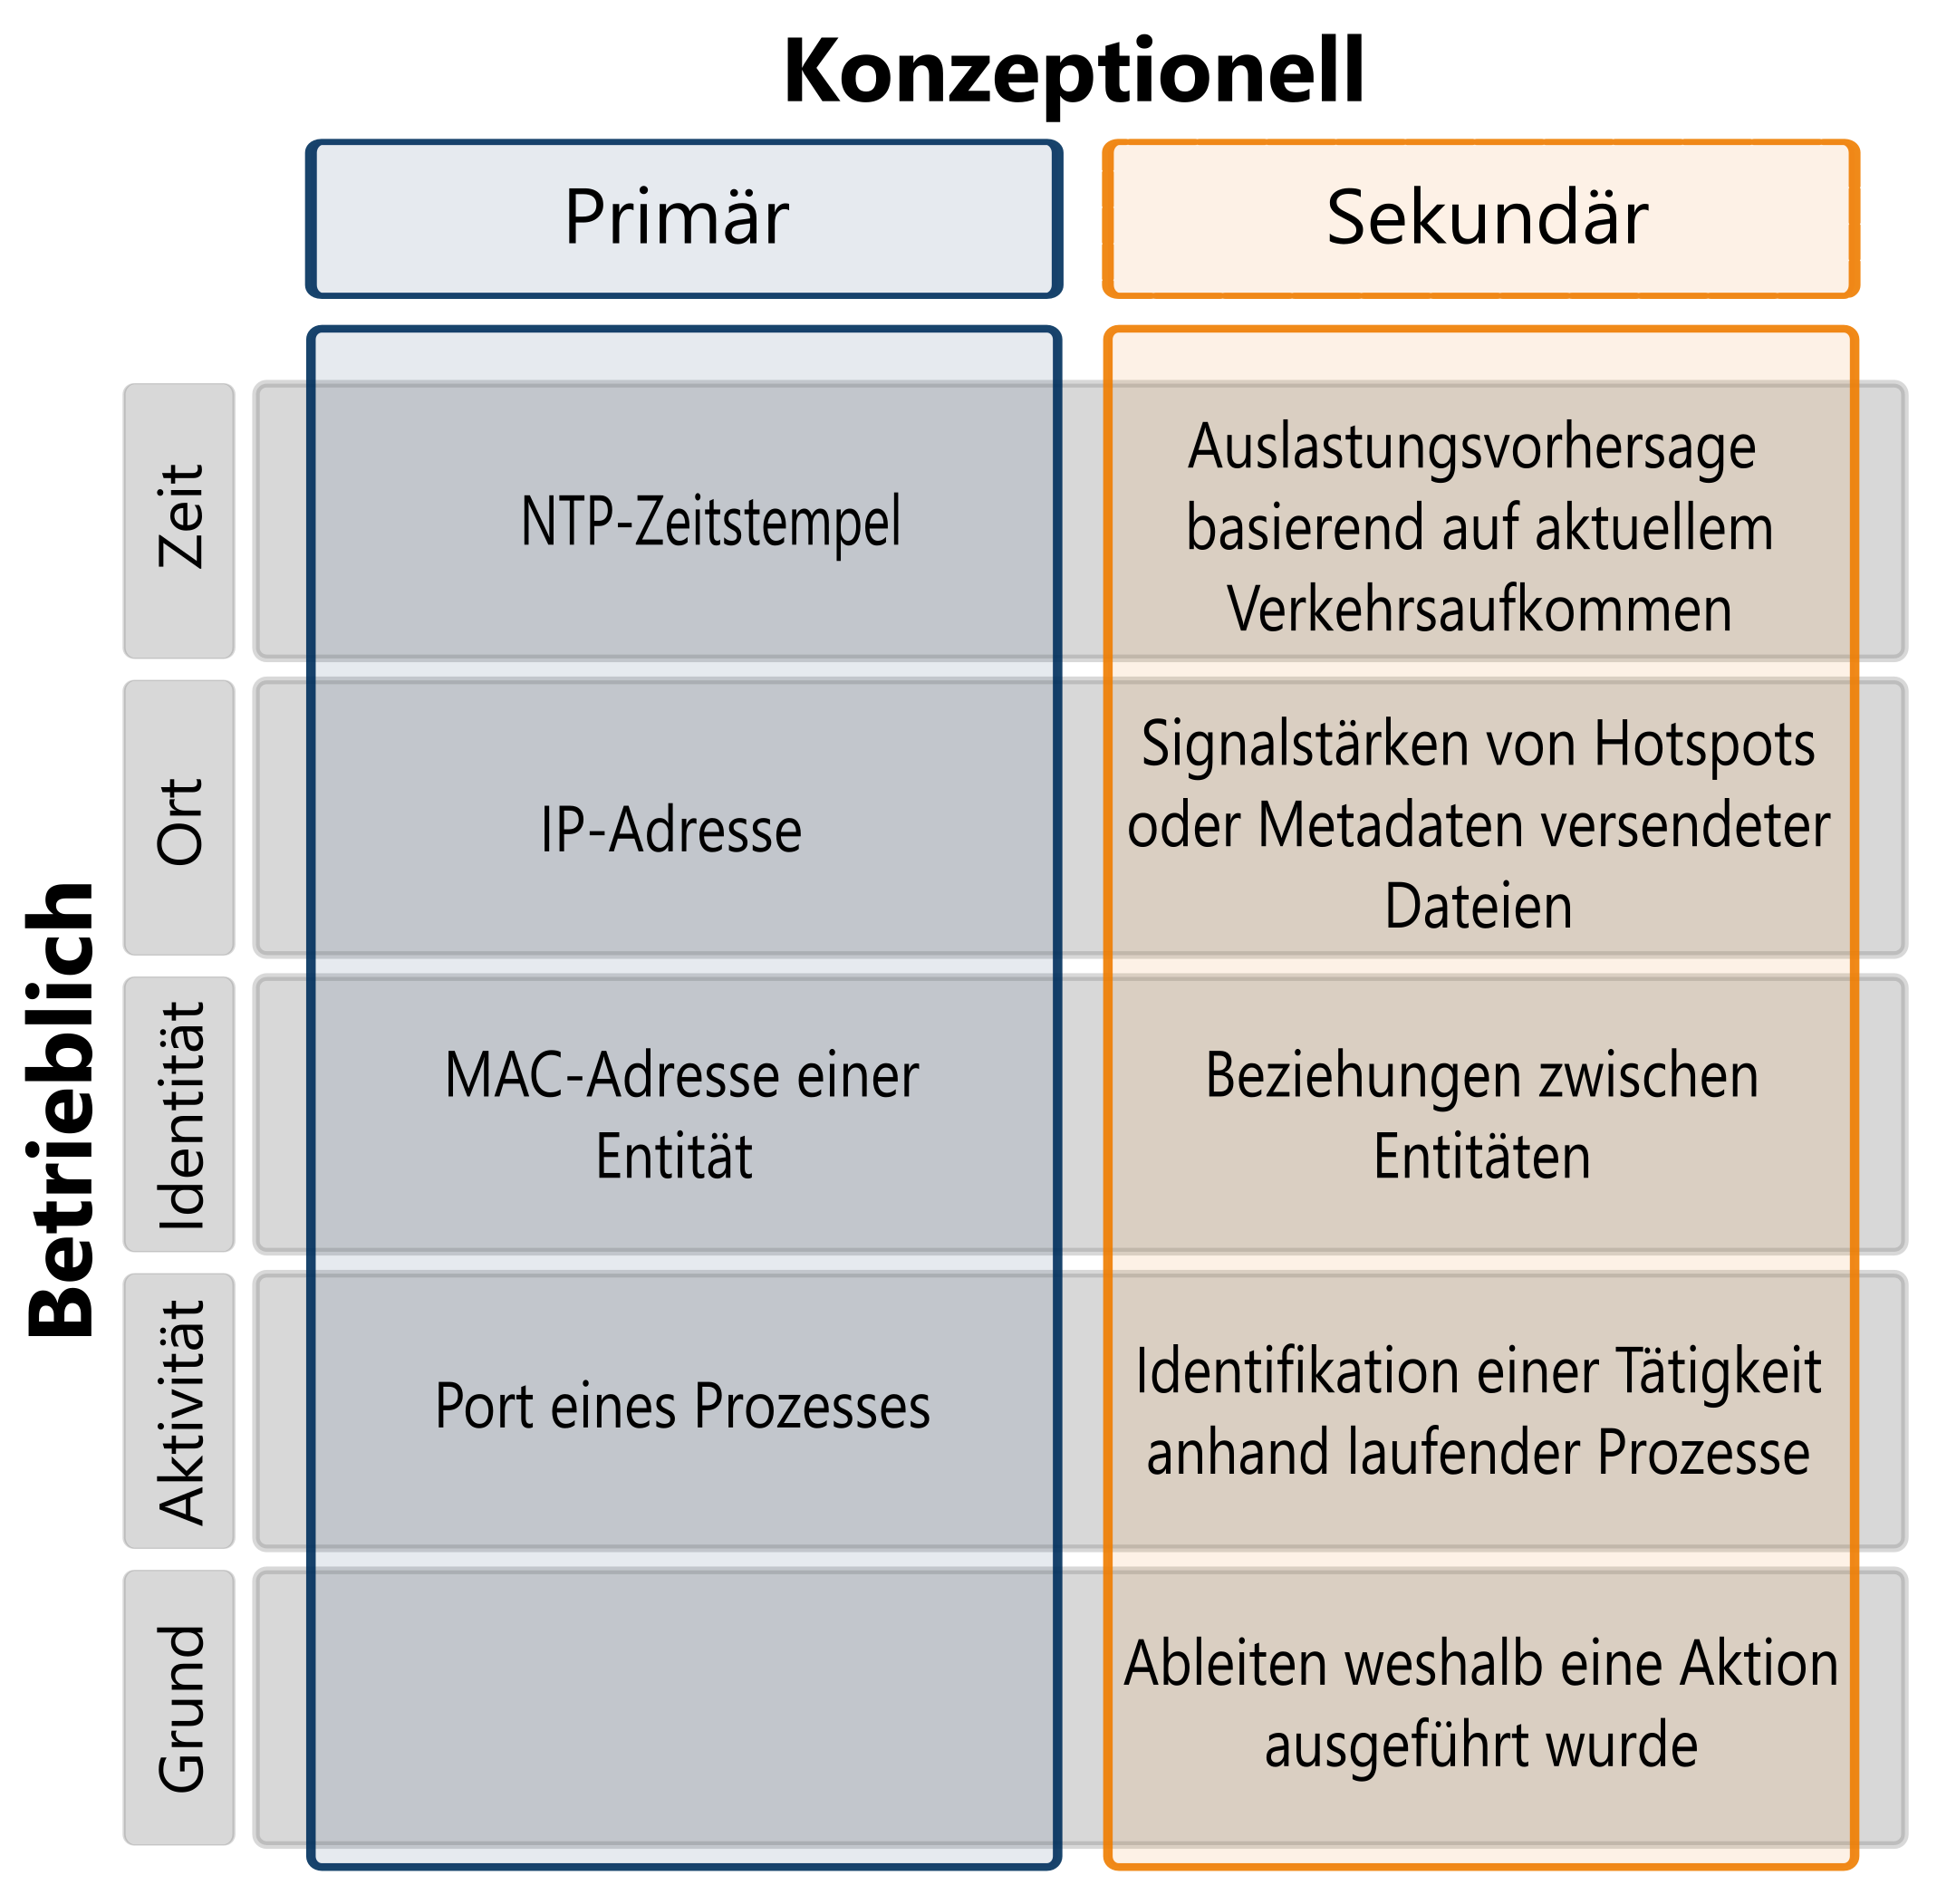 Konzeptionell
Primär
Sekundär
Betrieblich
Zeit
NTP-Zeitstempel
Auslastungsvorhersage
basierend auf aktuellem
Verkehrsaufkommen
Ort
IP-Adresse
Signalstärken von Hotspots
oder Metadaten versendeter
Dateien
Identität
MAC-Adresse einer
Entität
Beziehungen zwischen
Entitäten
Aktivität
Port eines Prozesses
Identifikation einer Tätigkeit
anhand laufender Prozesse
Grund
Ableiten weshalb eine Aktion
ausgeführt wurde